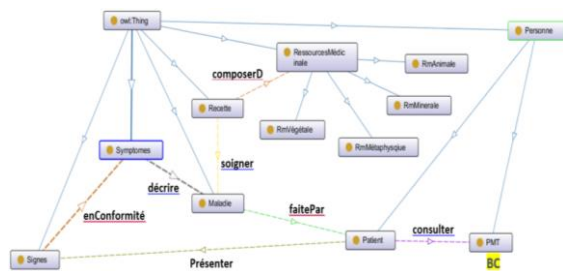 owl:Thing
Personne
RessourcesMédic
inale
RmAnimale
composerD
RmMinerale
Recette
RmVégétale
RmMétaphysqiue
Symptomes
soigner
décrire
Maladie
faitePar
enConformité
consulter
Patient
PMT
Signes
Présenter
BC